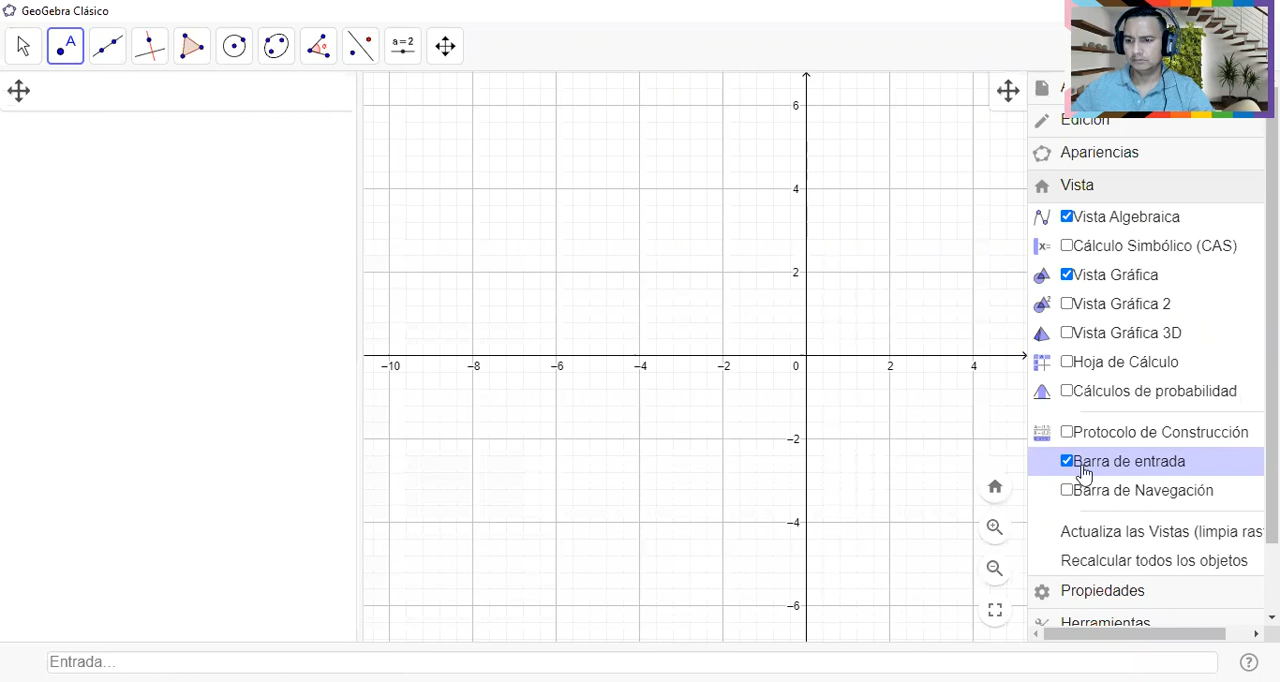 GeoGebra Clásico
A
a=2
Edición
Apariencias
Vista
Vista Algebraica
x= Cálculo Simbólico (CAS)
Vista Gráfica
Vista Gráfica 2
Vista Gráfica 3D
Hoja de Cálculo
Cálculos de probabilidad
Protocolo de Construcción
Barra de entrada
Barra de Navegación
Actualiza las Vistas (limpia ras
Recalcular todos los objetos
Propiedades
Herramientas
6
4
2
−10 −8 −6 −4 −2 0 2 4
−2
−4
−6
Entrada...
?